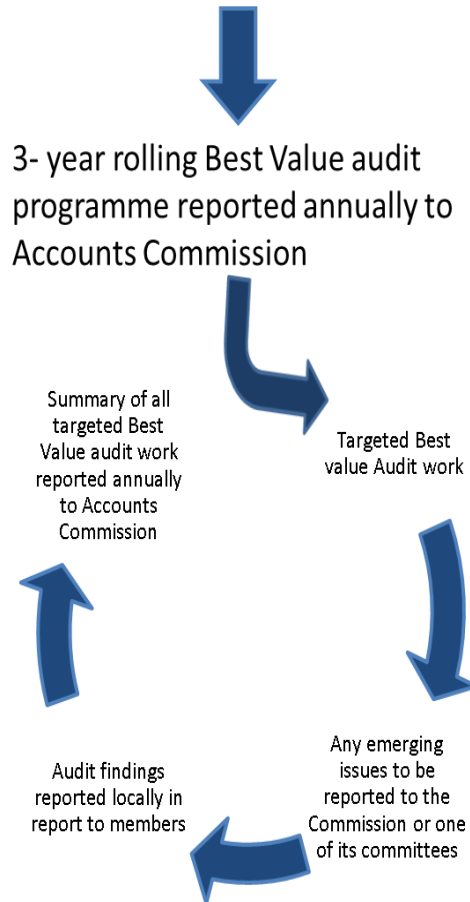 3- year rolling Best Value audit
programme reported annually to
Accounts Commission
Targeted Best
value Audit work
Any emerging
issues to be
reported to the
Commission or one
of its committees
Audit findings
reported locally in
report to members
Summary of all
targeted Best
Value audit work
reported annually
to Accounts
Commission